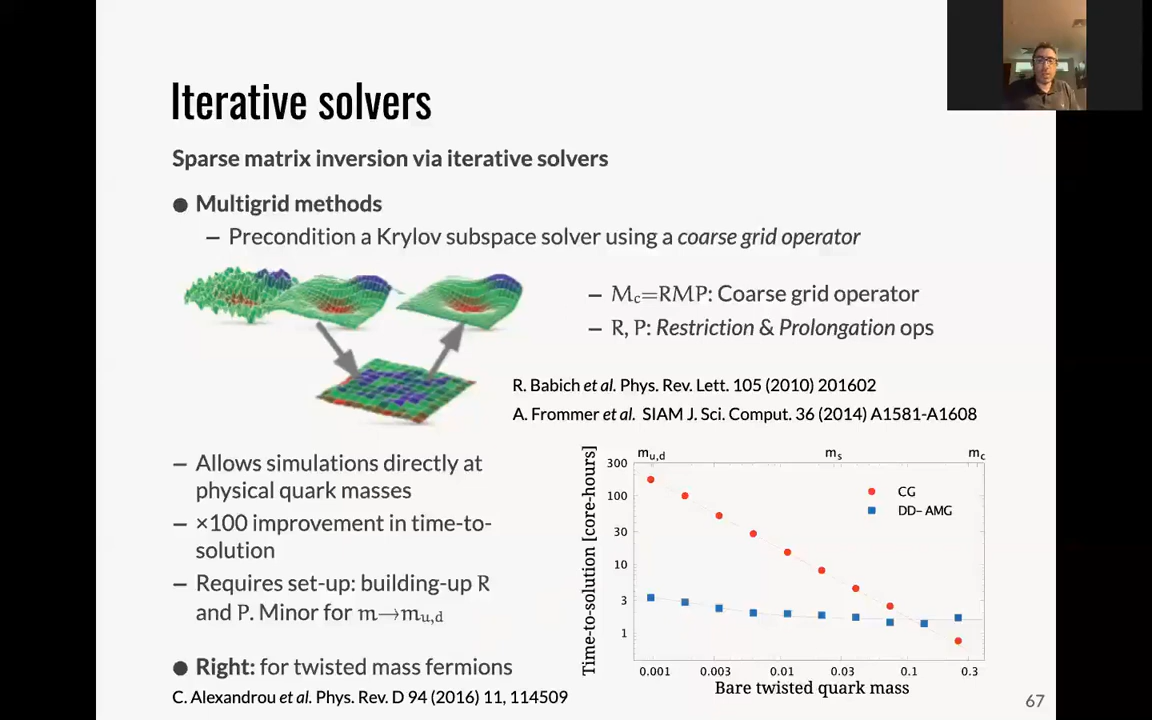 Iterative solvers
Sparse matrix inversion via iterative solvers
● Multigrid methods
– Precondition a Krylov subspace solver using a coarse grid operator
– M_c=RMP: Coarse grid operator
– R, P: Restriction & Prolongation ops
R. Babich et al. Phys. Rev. Lett. 105 (2010) 201602
A. Frommer et al. SIAM J. Sci. Comput. 36 (2014) A1581-A1608
– Allows simulations directly at
physical quark masses
– ×100 improvement in time-to-
solution
– Requires set-up: building-up R
and P. Minor for m→m_u,d
● Right: for twisted mass fermions
C. Alexandrou et al. Phys. Rev. D 94 (2016) 11, 114509
m_u,d m_s m_c
Time-to-solution [core-hours]
300
100
30
10
3
1
CG
DD-AMG
0.001 0.003 0.01 0.03 0.1 0.3
Bare twisted quark mass
67